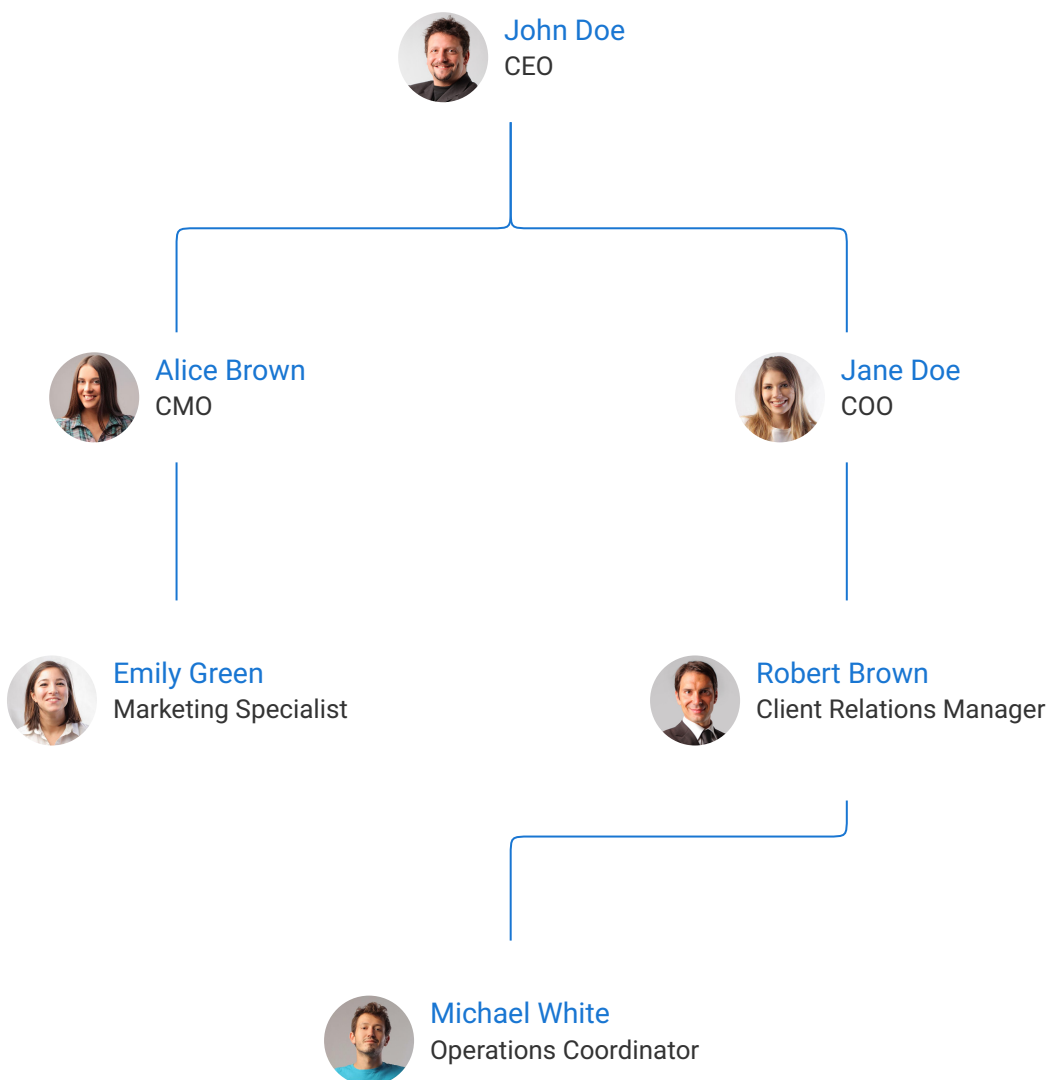 John Doe
CEO
Alice Brown
CMO
Jane Doe
COO
Emily Green
Marketing Specialist
Robert Brown
Client Relations Manager
Michael White
Operations Coordinator